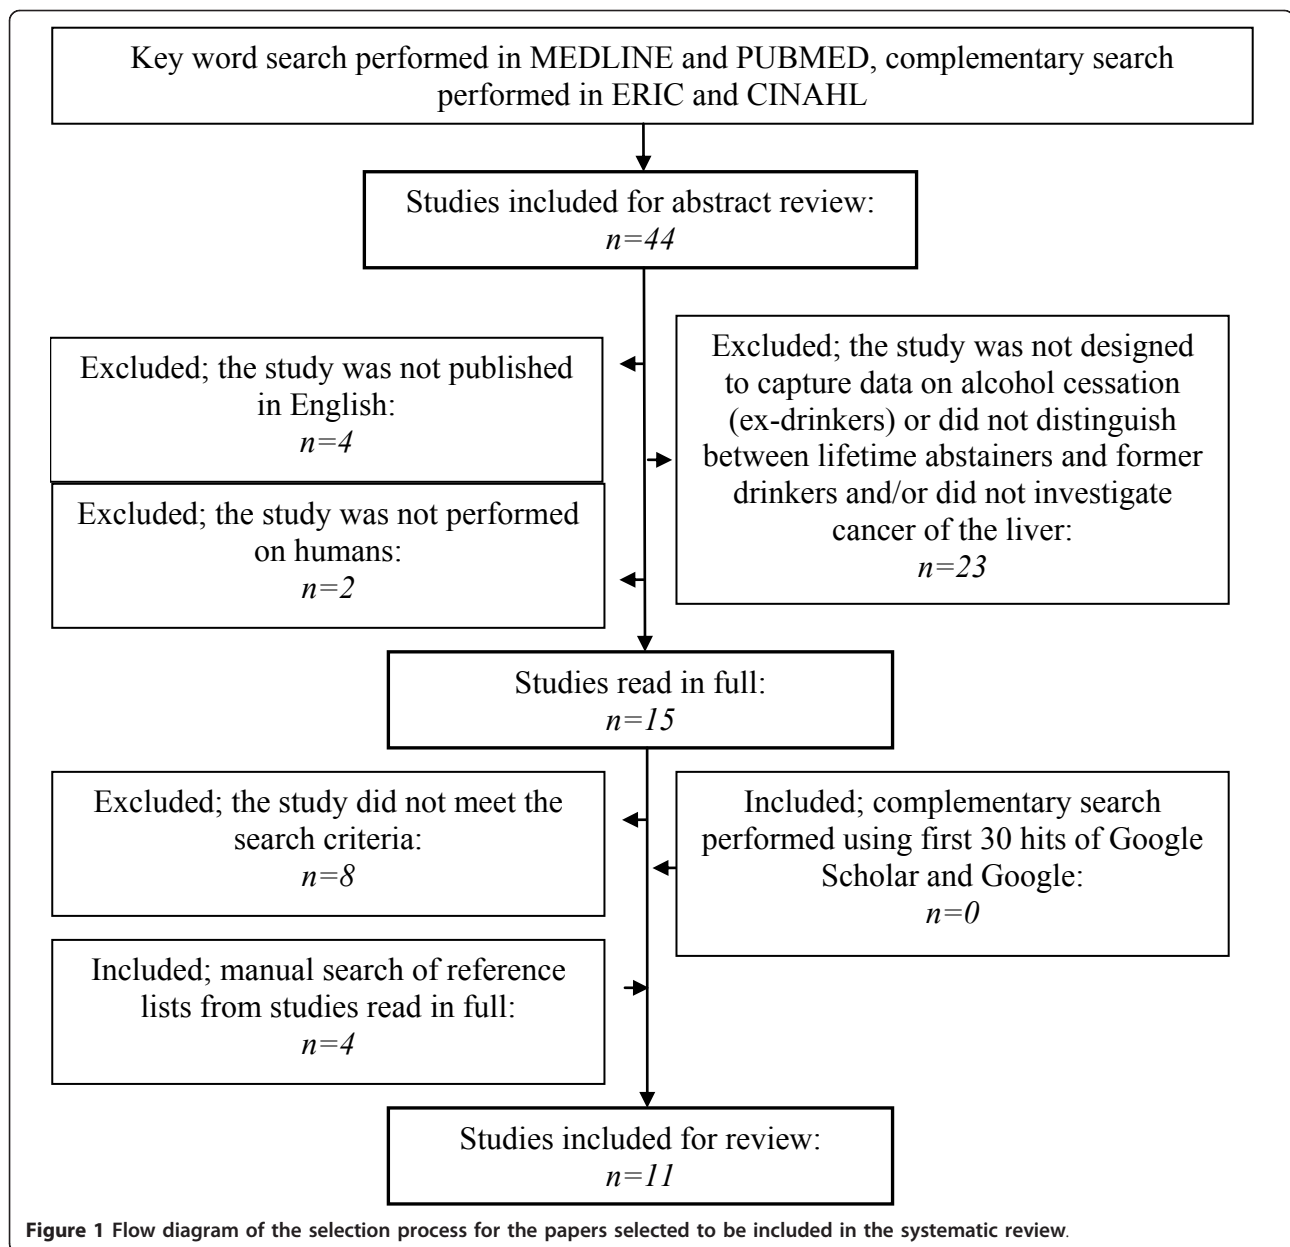 Key word search performed in MEDLINE and PUBMED, complementary search
performed in ERIC and CINAHL
Studies included for abstract review:
n=44
Excluded; the study was not published
in English:
n=4
Excluded; the study was not performed
on humans:
n=2
Excluded; the study was not designed
to capture data on alcohol cessation
(ex-drinkers) or did not distinguish
between lifetime abstainers and former
drinkers and/or did not investigate
cancer of the liver:
n=23
Studies read in full:
n=15
Excluded; the study did not meet the
search criteria:
n=8
Included; complementary search
performed using first 30 hits of Google
Scholar and Google:
n=0
Included; manual search of reference
lists from studies read in full:
n=4
Studies included for review:
n=11
Figure 1 Flow diagram of the selection process for the papers selected to be included in the systematic review.